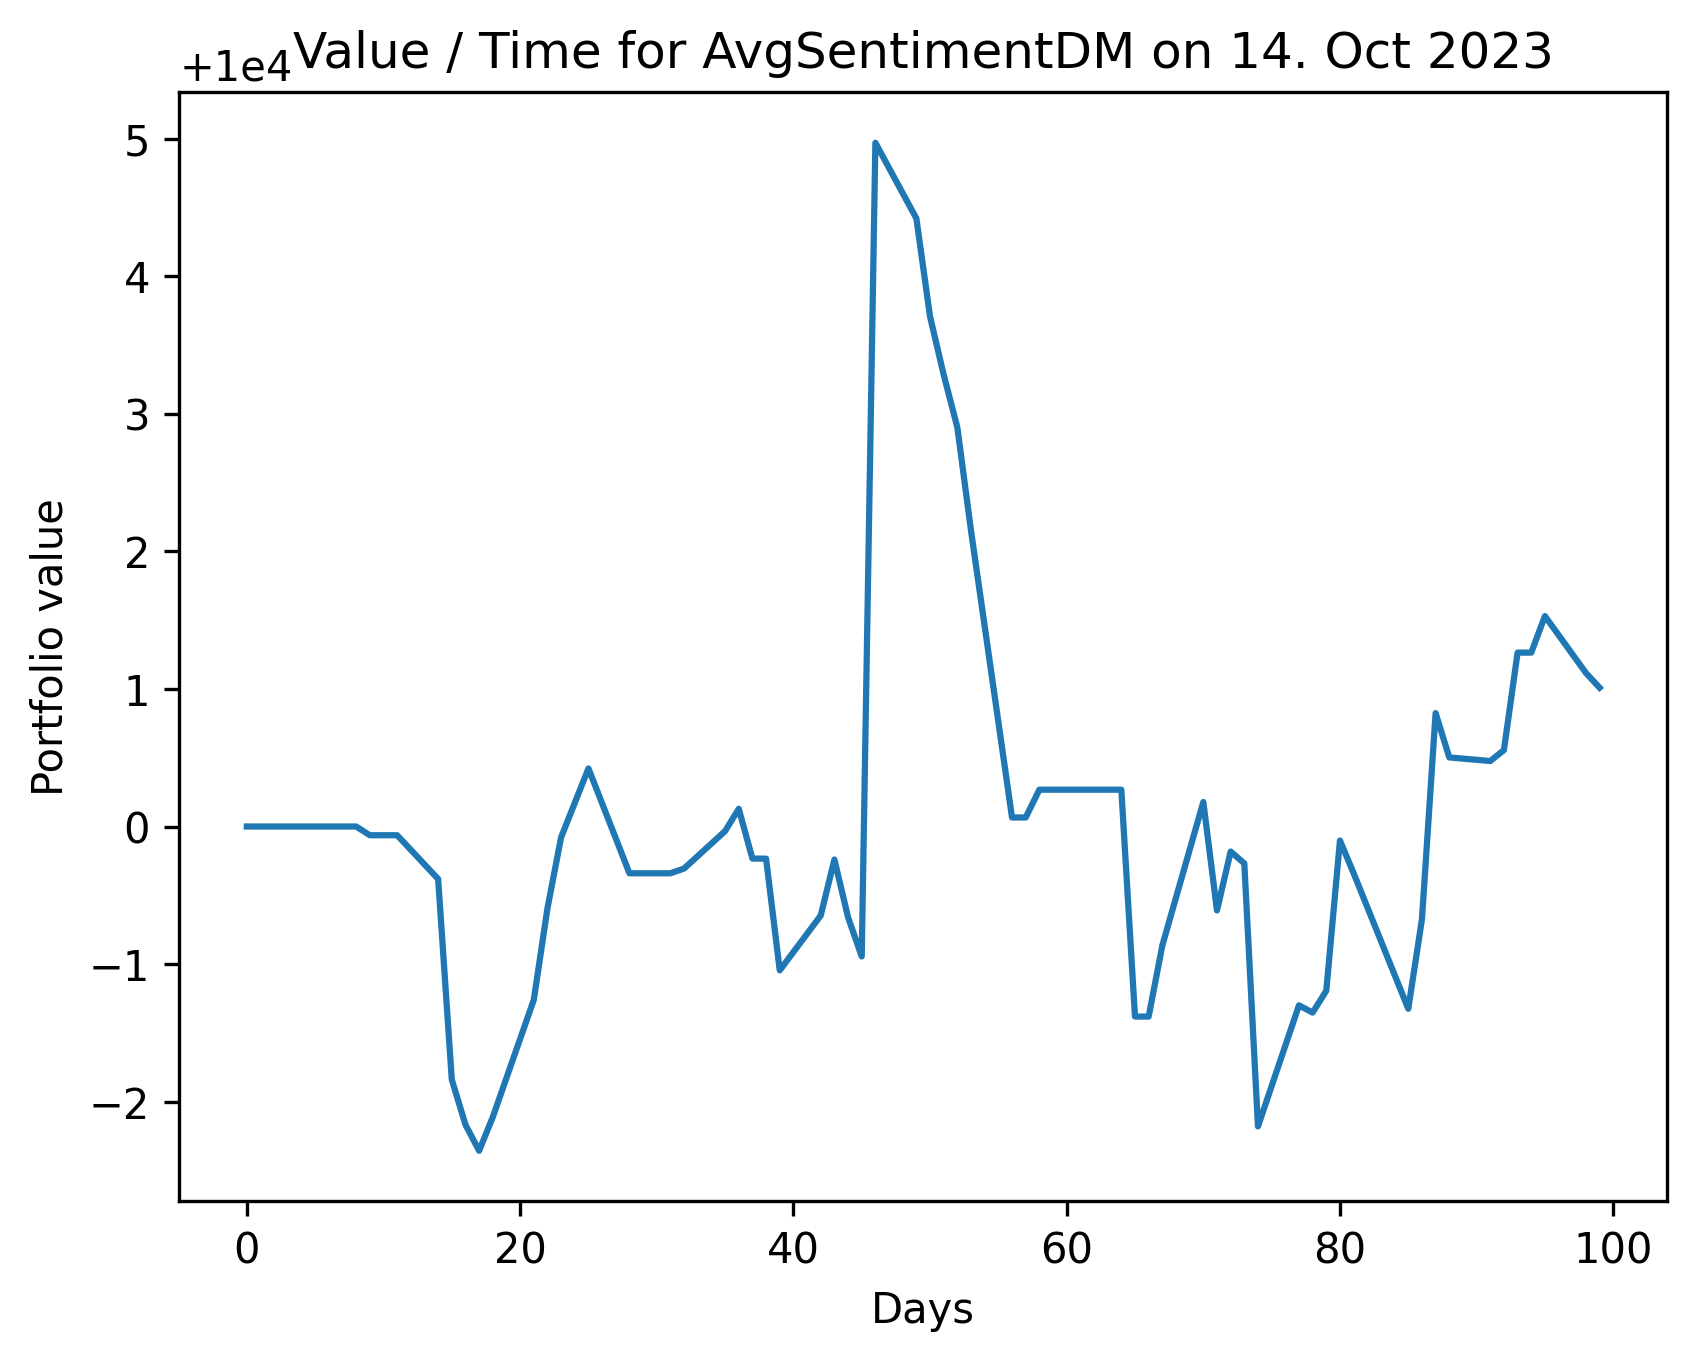 Value / Time for AvgSentimentDM on 14. Oct 2023
+1e4
5
4
3
2
1
0
−1
−2
Portfolio value
0 20 40 60 80 100
Days